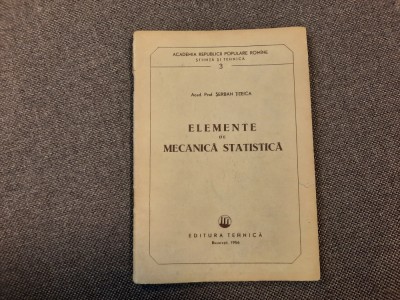 ACADEMIA REPUBLICII POPULARE ROMÎNE
ȘTIINȚĂ ȘI TEHNICĂ
3
Acad. Prof. ȘERBAN ȚIȚEICA
ELEMENTE
DE
MECANICĂ STATISTICĂ
EDITURA TEHNICĂ
București, 1956